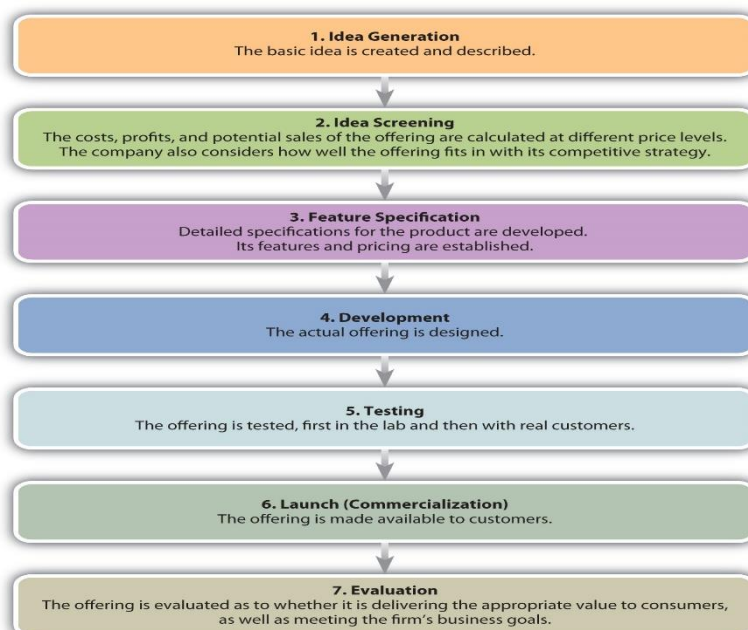 1. Idea Generation
The basic idea is created and described.
2. Idea Screening
The costs, profits, and potential sales of the offering are calculated at different price levels.
The company also considers how well the offering fits in with its competitive strategy.
3. Feature Specification
Detailed specifications for the product are developed.
Its features and pricing are established.
4. Development
The actual offering is designed.
5. Testing
The offering is tested, first in the lab and then with real customers.
6. Launch (Commercialization)
The offering is made available to customers.
7. Evaluation
The offering is evaluated as to whether it is delivering the appropriate value to consumers,
as well as meeting the firm's business goals.